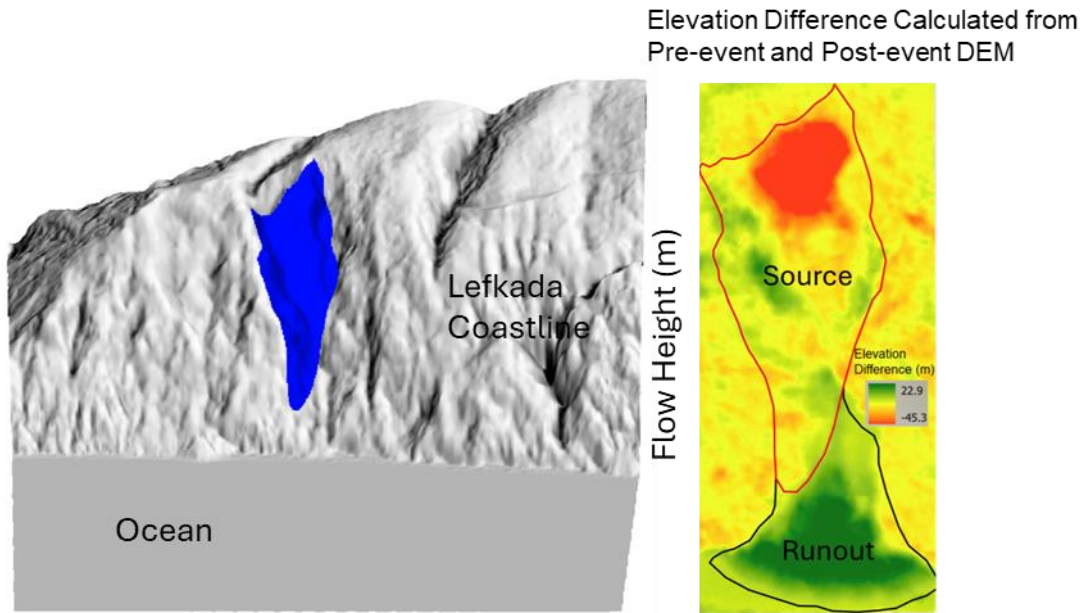 Elevation Difference Calculated from
Pre-event and Post-event DEM
Lefkada
Coastline
Ocean
Flow Height (m)
Source
Elevation
Difference (m)
22.9
-45.3
Runout